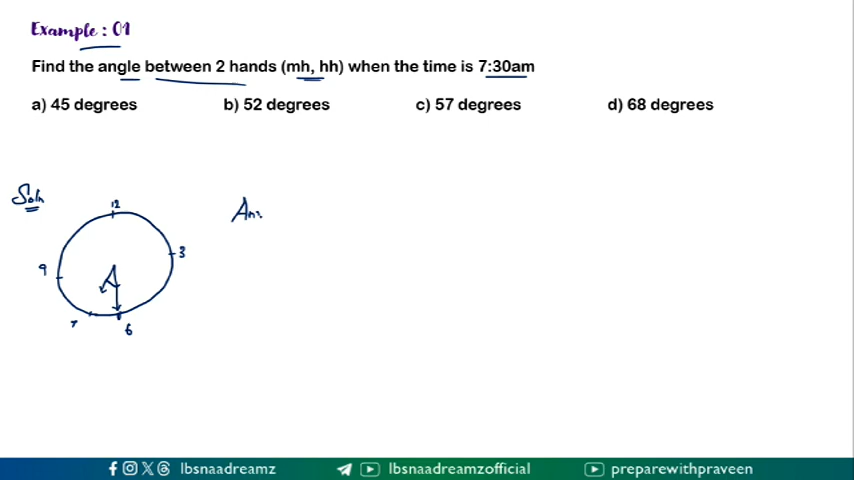 Example : 01
Find the angle between 2 hands (mh, hh) when the time is 7:30am
a) 45 degrees b) 52 degrees c) 57 degrees d) 68 degrees
Soln
12
Ans
3
9
7
6
lbsnaadreamz lbsnaadreamzofficial preparewithpraveen